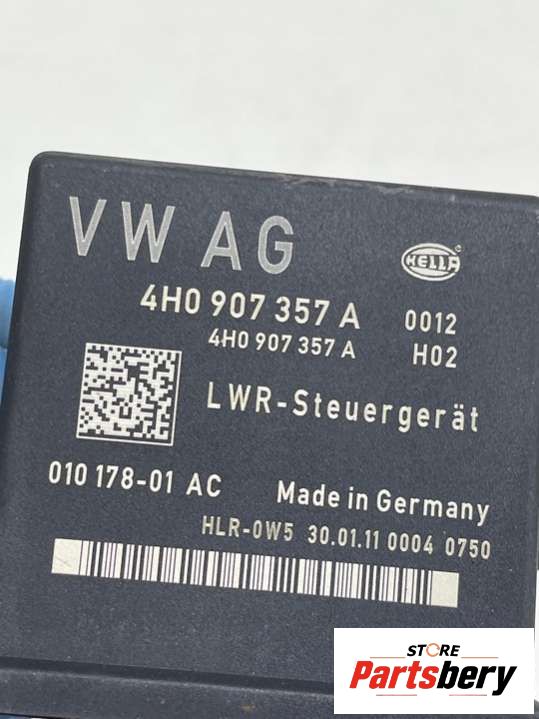 VW AG
HELLA
4H0 907 357 A 0012
4H0 907 357 A H02
LWR-Steuergerät
010 178-01 AC Made in Germany
HLR-0W5 30.01.11 0004 0750
STORE
Partsbery